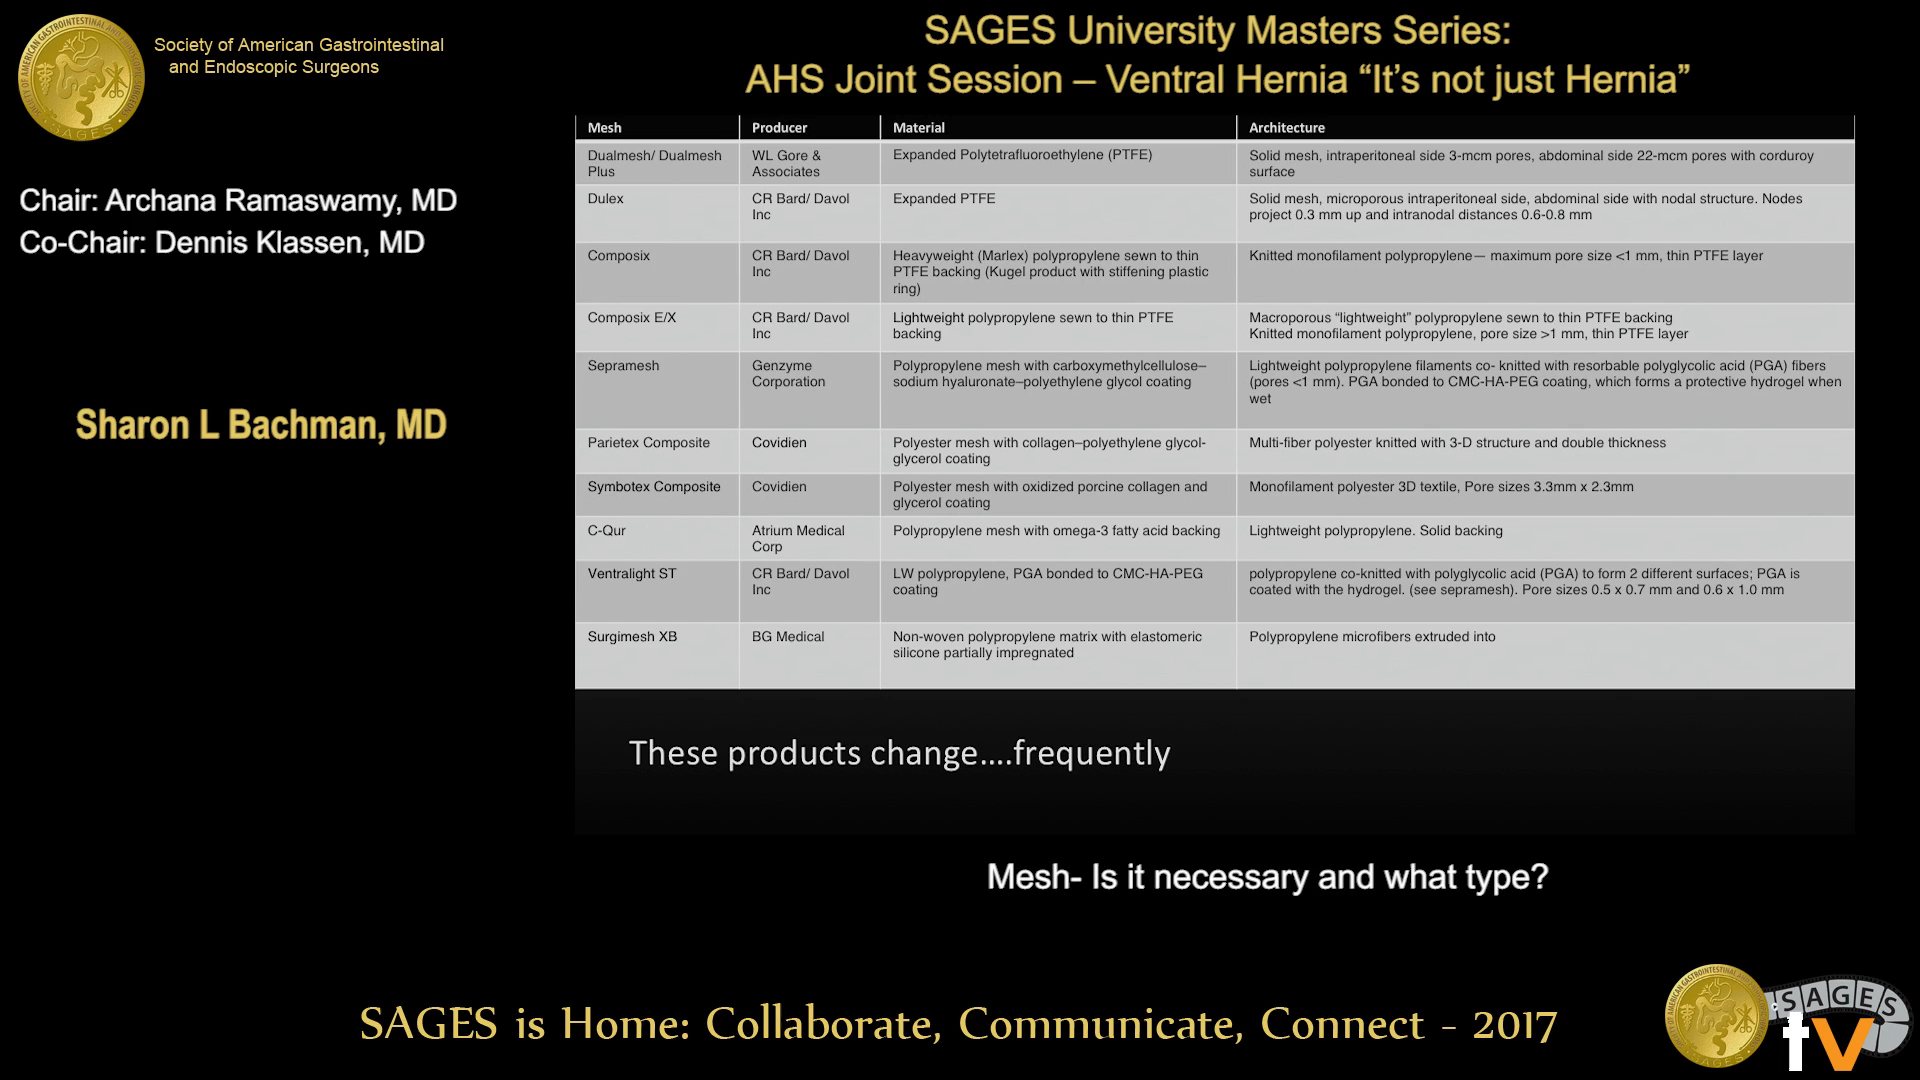 Society of American Gastrointestinal
and Endoscopic Surgeons
SAGES University Masters Series:
AHS Joint Session – Ventral Hernia “It’s not just Hernia”
Chair: Archana Ramaswamy, MD
Co-Chair: Dennis Klassen, MD
Sharon L Bachman, MD
Mesh Producer Material Architecture
Dualmesh/ Dualmesh
Plus
WL Gore &
Associates
Expanded Polytetrafluoroethylene (PTFE)
Solid mesh, intraperitoneal side 3-mcm pores, abdominal side 22-mcm pores with corduroy
surface
Dulex
CR Bard/ Davol
Inc
Expanded PTFE
Solid mesh, microporous intraperitoneal side, abdominal side with nodal structure. Nodes
project 0.3 mm up and intranodal distances 0.6-0.8 mm
Composix
CR Bard/ Davol
Inc
Heavyweight (Marlex) polypropylene sewn to thin
PTFE backing (Kugel product with stiffening plastic
ring)
Knitted monofilament polypropylene— maximum pore size <1 mm, thin PTFE layer
Composix E/X
CR Bard/ Davol
Inc
Lightweight polypropylene sewn to thin PTFE
backing
Macroporous “lightweight” polypropylene sewn to thin PTFE backing
Knitted monofilament polypropylene, pore size >1 mm, thin PTFE layer
Sepramesh
Genzyme
Corporation
Polypropylene mesh with carboxymethylcellulose–
sodium hyaluronate–polyethylene glycol coating
Lightweight polypropylene filaments co- knitted with resorbable polyglycolic acid (PGA) fibers
(pores <1 mm). PGA bonded to CMC-HA-PEG coating, which forms a protective hydrogel when
wet
Parietex Composite
Covidien
Polyester mesh with collagen–polyethylene glycol-
glycerol coating
Multi-fiber polyester knitted with 3-D structure and double thickness
Symbotex Composite
Covidien
Polyester mesh with oxidized porcine collagen and
glycerol coating
Monofilament polyester 3D textile, Pore sizes 3.3mm x 2.3mm
C-Qur
Atrium Medical
Corp
Polypropylene mesh with omega-3 fatty acid backing
Lightweight polypropylene. Solid backing
Ventralight ST
CR Bard/ Davol
Inc
LW polypropylene, PGA bonded to CMC-HA-PEG
coating
polypropylene co-knitted with polyglycolic acid (PGA) to form 2 different surfaces; PGA is
coated with the hydrogel. (see sepramesh). Pore sizes 0.5 x 0.7 mm and 0.6 x 1.0 mm
Surgimesh XB
BG Medical
Non-woven polypropylene matrix with elastomeric
silicone partially impregnated
Polypropylene microfibers extruded into
These products change....frequently
Mesh- Is it necessary and what type?
SAGES is Home: Collaborate, Communicate, Connect - 2017
SAGES
tv